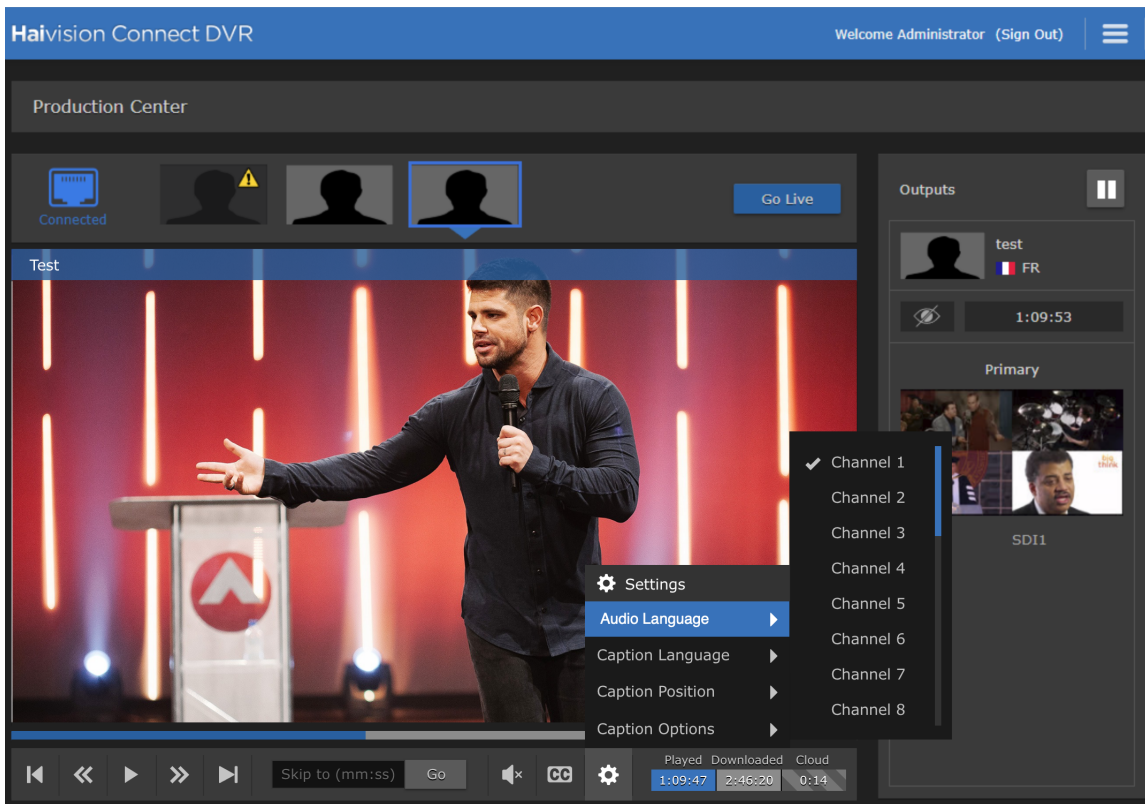 Haivision Connect DVR
Welcome Administrator (Sign Out)
Production Center
Connected
Go Live
Outputs
Test
test
FR
1:09:53
Primary
big think
SDI1
Settings
Audio Language
Caption Language
Caption Position
Caption Options
Channel 1
Channel 2
Channel 3
Channel 4
Channel 5
Channel 6
Channel 7
Channel 8
Skip to (mm:ss)
Go
CC
Played Downloaded Cloud
1:09:47 2:46:20 0:14